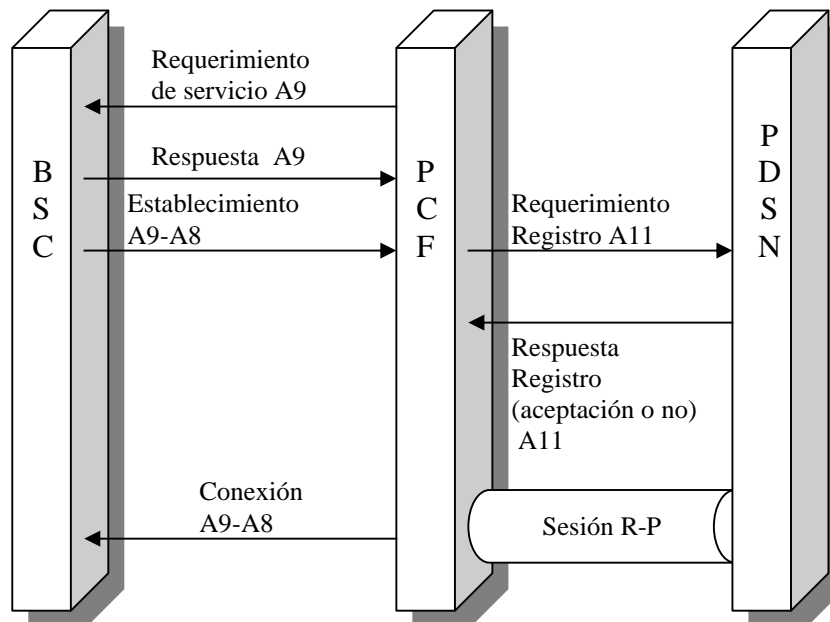 Requerimiento
de servicio A9
Respuesta A9
Establecimiento
A9-A8
B
S
C
P
C
F
P
D
S
N
Requerimiento
Registro A11
Respuesta
Registro
(aceptación o no)
A11
Conexión
A9-A8
Sesión R-P